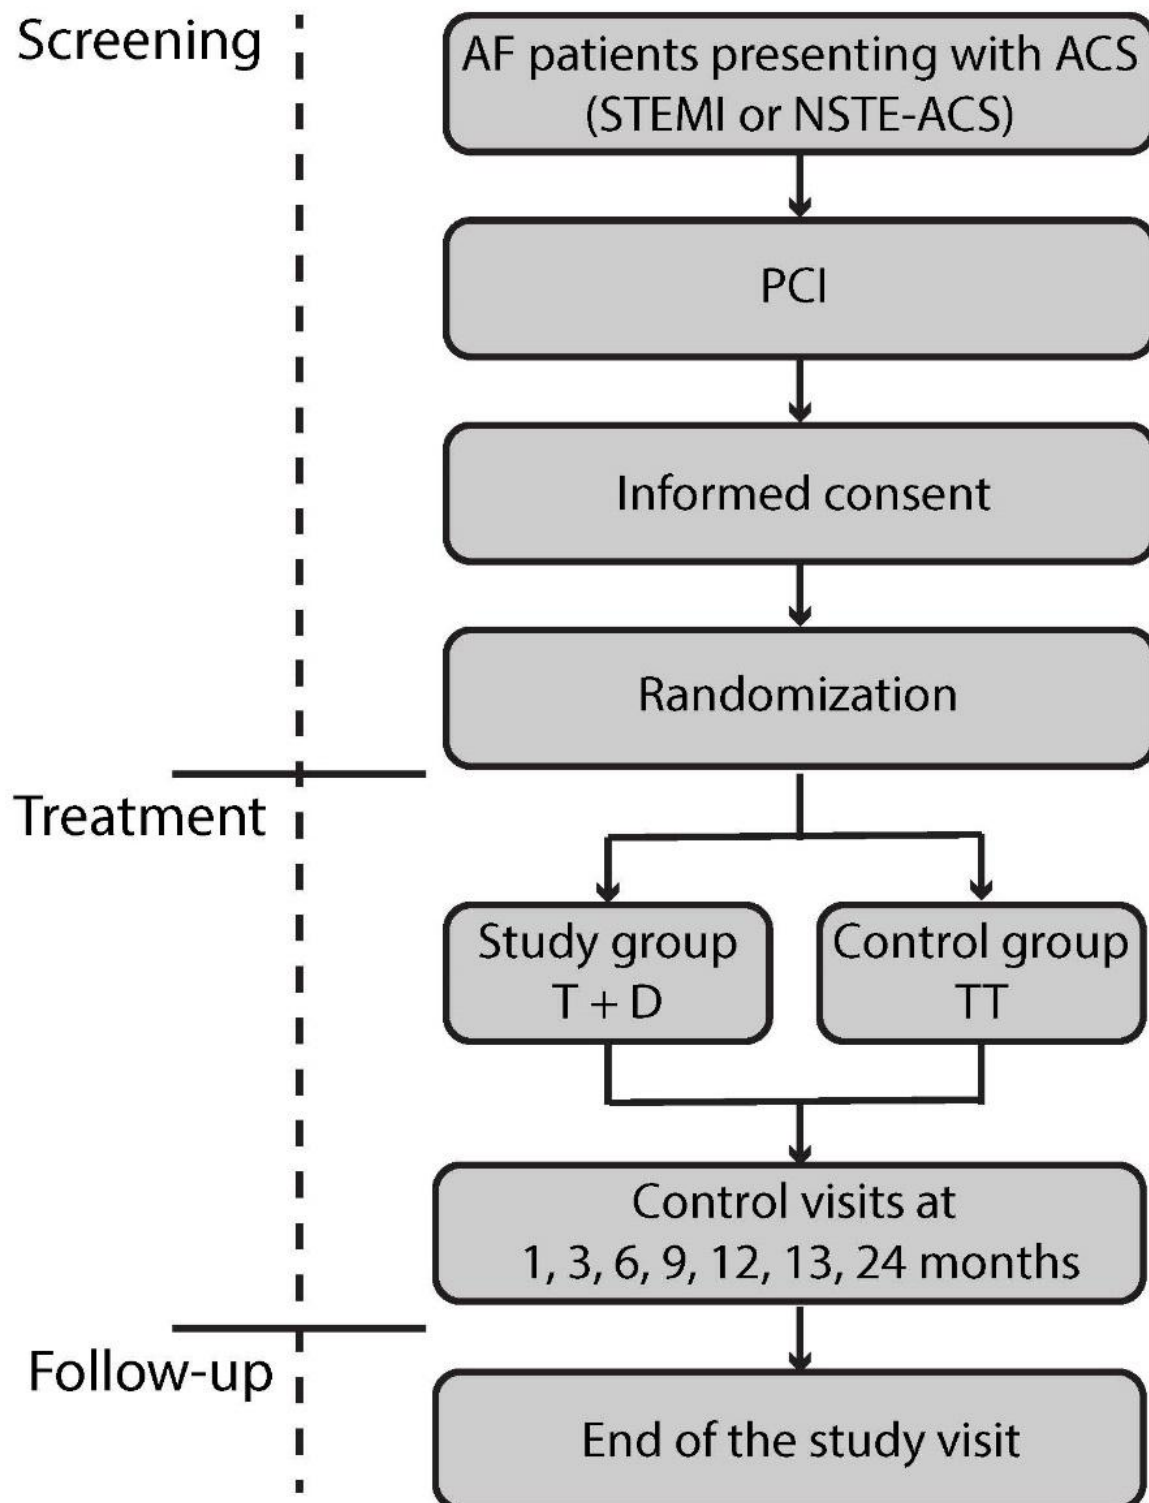 Screening
AF patients presenting with ACS
(STEMI or NSTE-ACS)
PCI
Informed consent
Randomization
Treatment
Study group
T + D
Control group
TT
Control visits at
1, 3, 6, 9, 12, 13, 24 months
Follow-up
End of the study visit